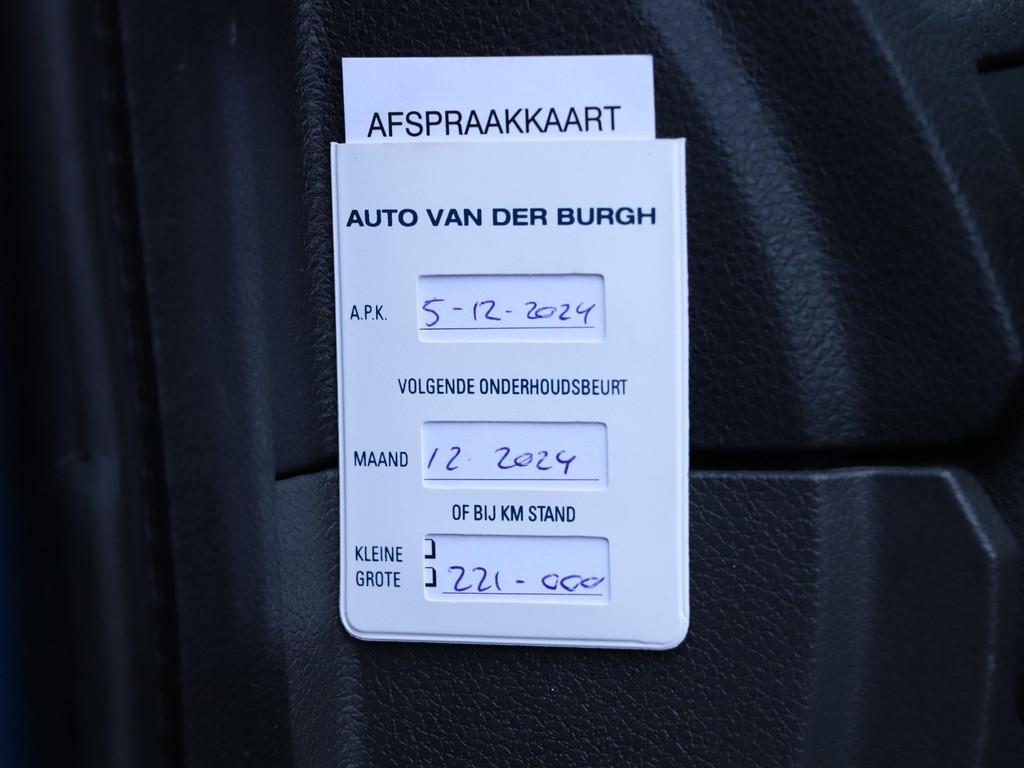 AFSPRAAKKAART
AUTO VAN DER BURGH
A.P.K. 5-12-2024
VOLGENDE ONDERHOUDSBEURT
MAAND 12 2024
OF BIJ KM STAND
KLEINE
GROTE 221-000